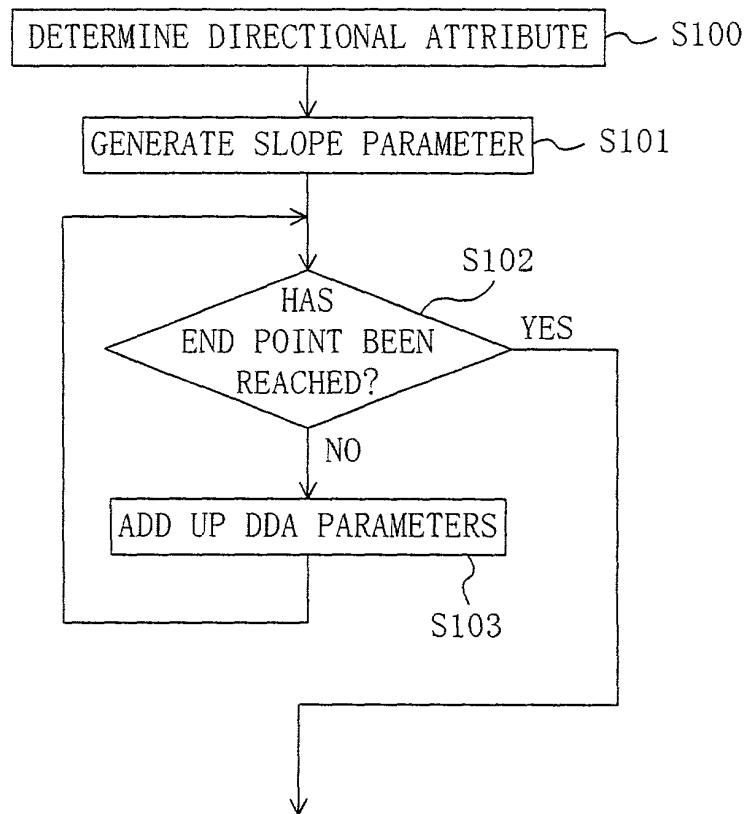 DETERMINE DIRECTIONAL ATTRIBUTE
S100
GENERATE SLOPE PARAMETER
S101
S102
HAS
END POINT BEEN
REACHED?
YES
NO
ADD UP DDA PARAMETERS
S103